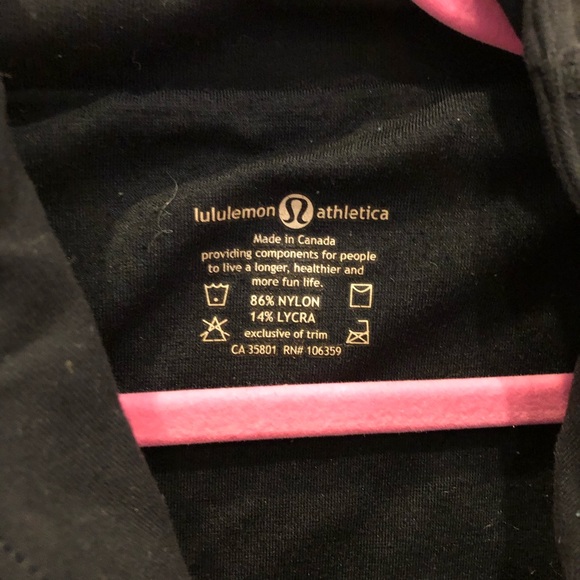 lululemon athletica
Made in Canada
providing components for people
to live a longer, healthier and
more fun life.
86% NYLON
14% LYCRA
exclusive of trim
CA 35801 RN# 106359